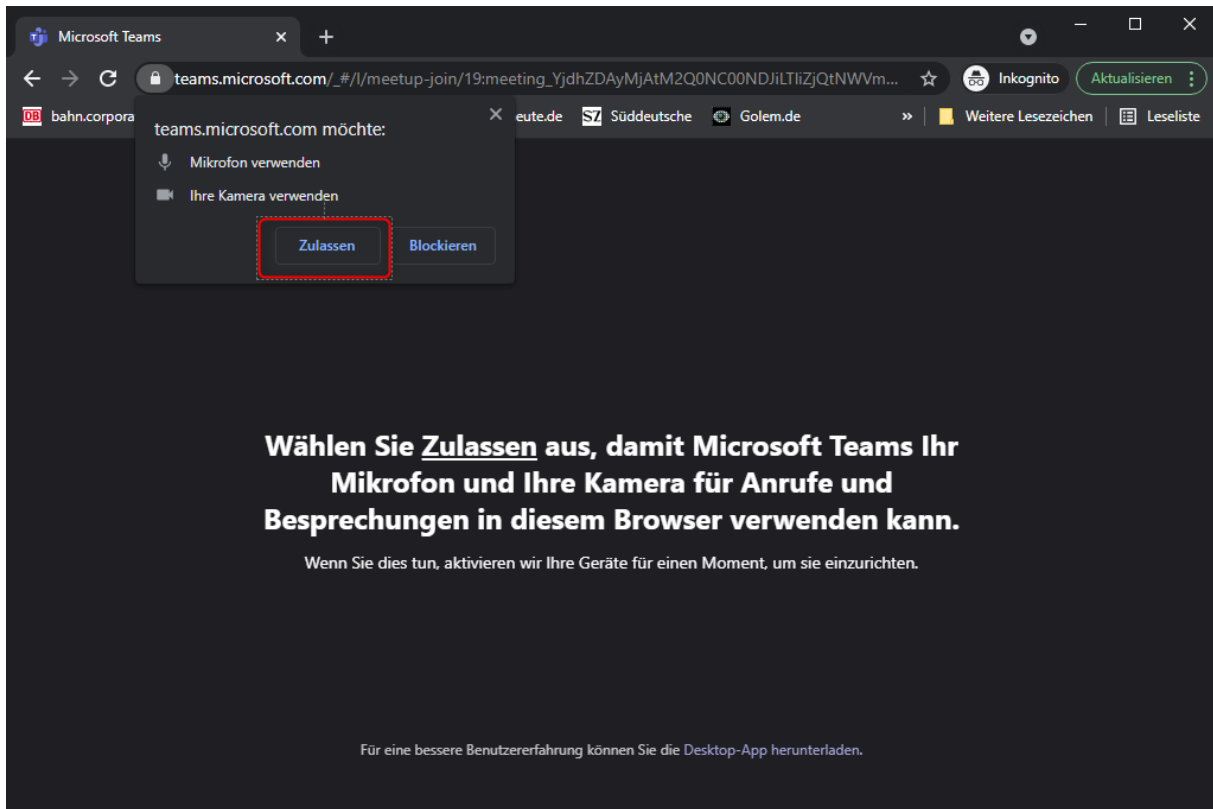 Microsoft Teams
teams.microsoft.com/_#/l/meetup-join/19:meeting_YjdhZDAyMjAtM2Q0NC00NDJiLTliZjQtNWVm...
Inkognito
Aktualisieren
DB bahn.corpora
eute.de
SZ Süddeutsche
Golem.de
»
Weitere Lesezeichen
Leseliste
teams.microsoft.com möchte:
Mikrofon verwenden
Ihre Kamera verwenden
Zulassen
Blockieren
Wählen Sie Zulassen aus, damit Microsoft Teams Ihr
Mikrofon und Ihre Kamera für Anrufe und
Besprechungen in diesem Browser verwenden kann.
Wenn Sie dies tun, aktivieren wir Ihre Geräte für einen Moment, um sie einzurichten.
Für eine bessere Benutzererfahrung können Sie die Desktop-App herunterladen.